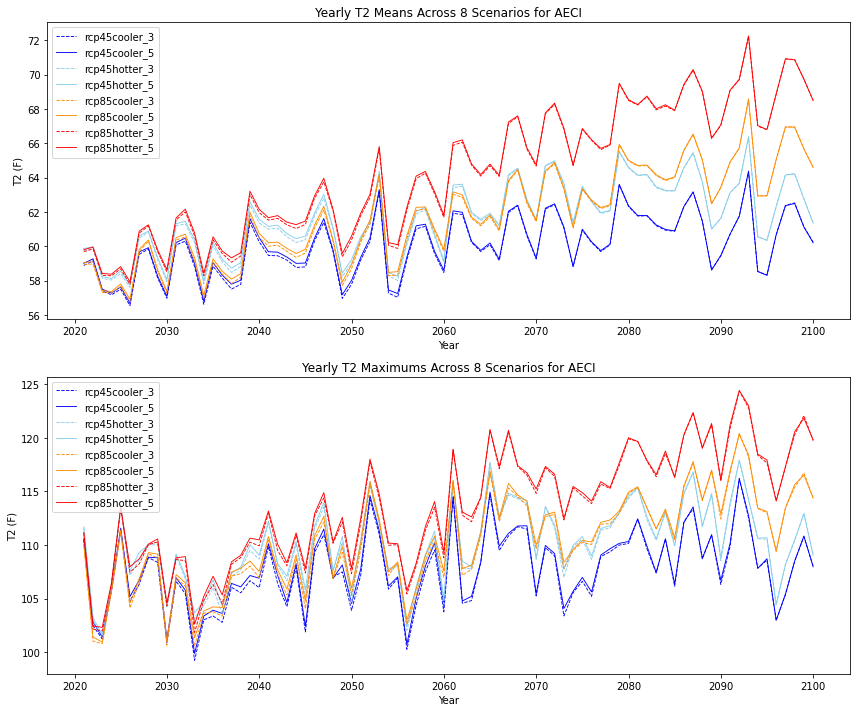 Yearly T2 Means Across 8 Scenarios for AECI
rcp45cooler_3
rcp45cooler_5
rcp45hotter_3
rcp45hotter_5
rcp85cooler_3
rcp85cooler_5
rcp85hotter_3
rcp85hotter_5
T2 (F)
72
70
68
66
64
62
60
58
56
2020
2030
2040
2050
2060
2070
2080
2090
2100
Year
Yearly T2 Maximums Across 8 Scenarios for AECI
rcp45cooler_3
rcp45cooler_5
rcp45hotter_3
rcp45hotter_5
rcp85cooler_3
rcp85cooler_5
rcp85hotter_3
rcp85hotter_5
T2 (F)
125
120
115
110
105
100
2020
2030
2040
2050
2060
2070
2080
2090
2100
Year